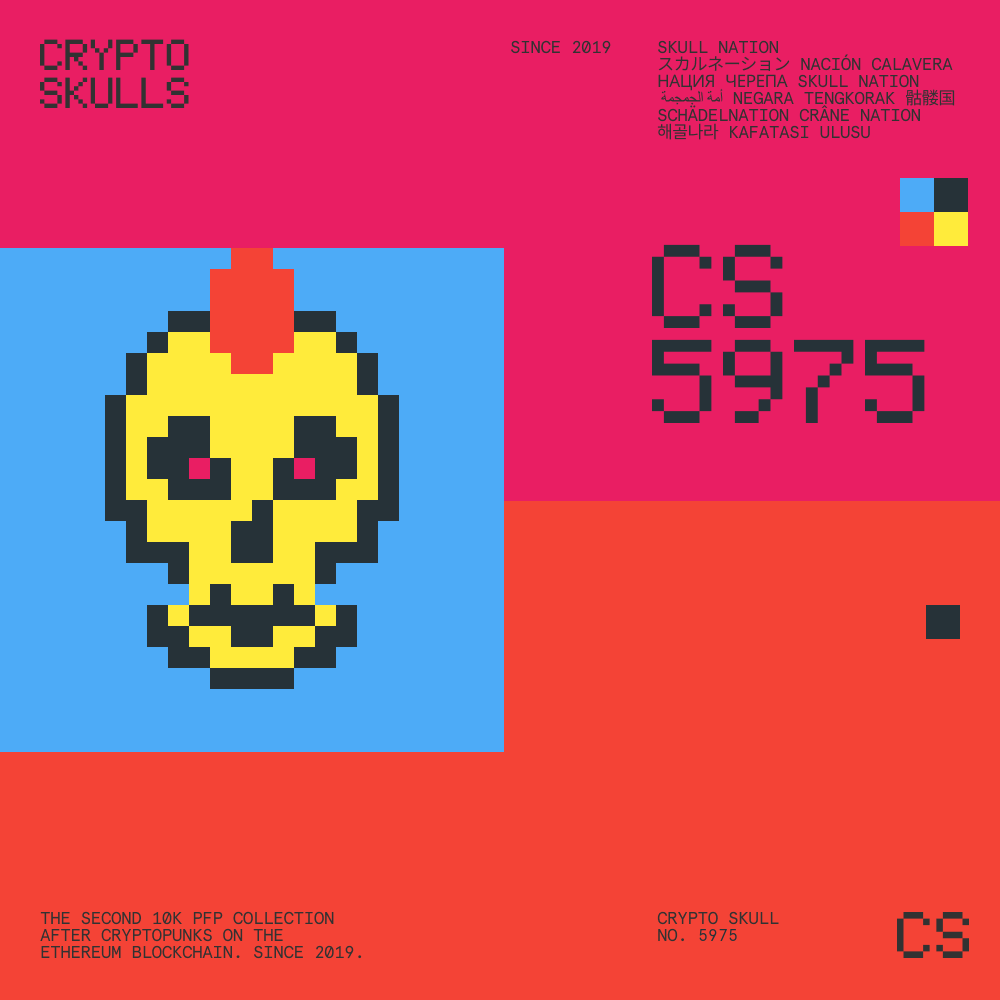 CRYPTO
SKULLS
SINCE 2019
SKULL NATION
スカルネーション NACIÓN CALAVERA
НАЦИЯ ЧЕРЕПА SKULL NATION
أمة الجمجمة NEGARA TENGKORAK 骷髅国
SCHÄDELNATION CRÂNE NATION
해골나라 KAFATASI ULUSU
CS
5975
THE SECOND 10K PFP COLLECTION
AFTER CRYPTOPUNKS ON THE
ETHEREUM BLOCKCHAIN. SINCE 2019.
CRYPTO SKULL
NO. 5975
CS